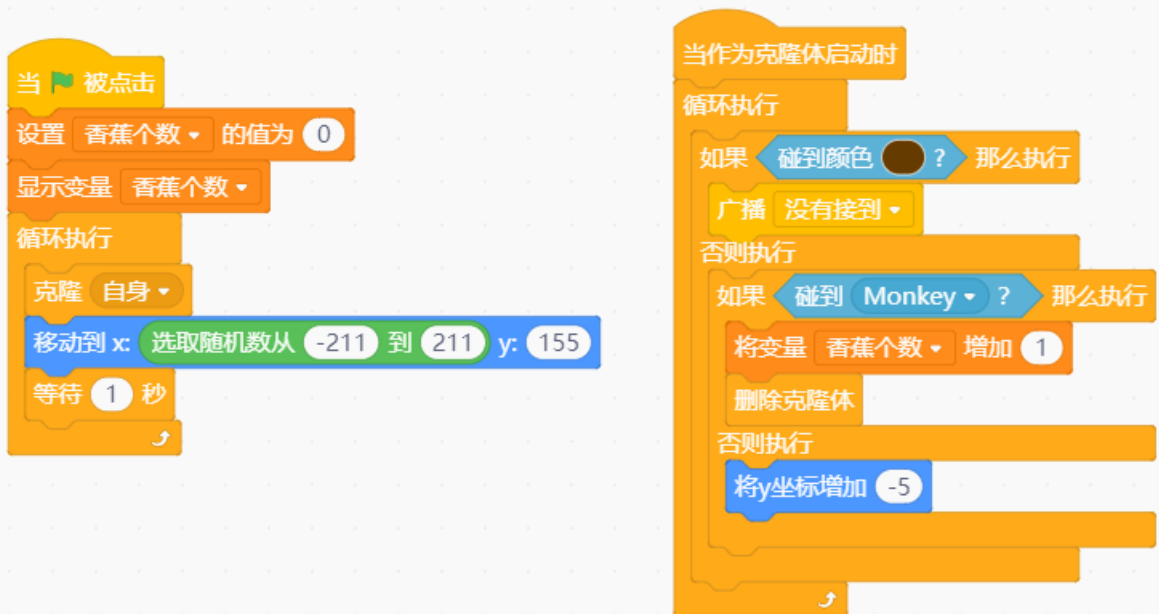 当 被点击
设置 香蕉个数 的值为 0
显示变量 香蕉个数
循环执行
克隆 自身
移动到 x: 选取随机数从 -211 到 211 y: 155
等待 1 秒
当作为克隆体启动时
循环执行
如果 碰到颜色 ? 那么执行
广播 没有接到
否则执行
如果 碰到 Monkey ? 那么执行
将变量 香蕉个数 增加 1
删除克隆体
否则执行
将y坐标增加 -5